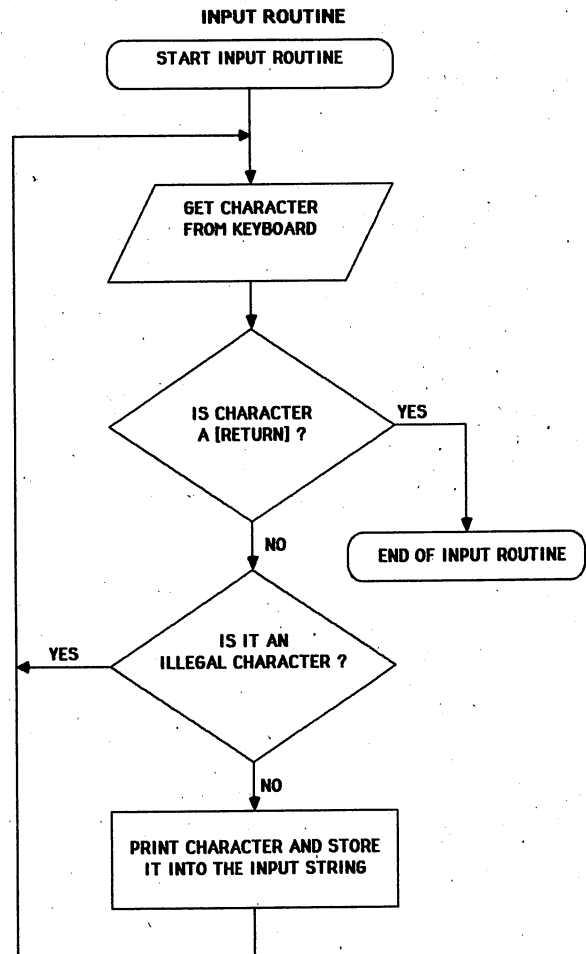 INPUT ROUTINE
START INPUT ROUTINE
GET CHARACTER
FROM KEYBOARD
IS CHARACTER
A [RETURN] ?
YES
NO
END OF INPUT ROUTINE
IS IT AN
ILLEGAL CHARACTER ?
YES
NO
PRINT CHARACTER AND STORE
IT INTO THE INPUT STRING